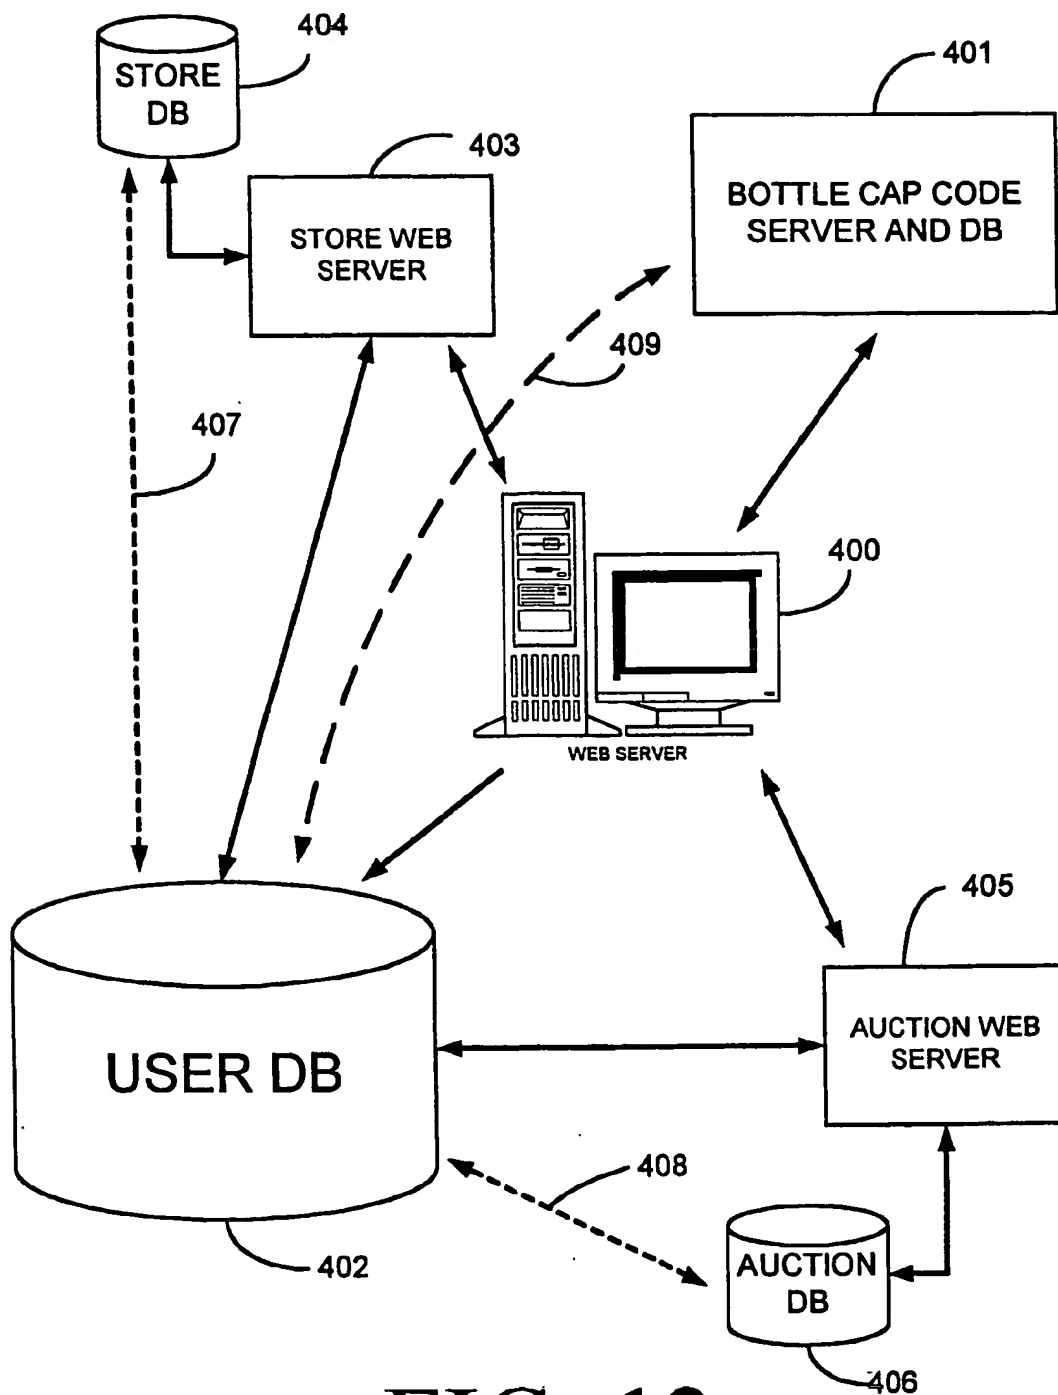 404
STORE
DB
401
403
BOTTLE CAP CODE
SERVER AND DB
STORE WEB
SERVER
409
407
400
WEB SERVER
405
AUCTION WEB
SERVER
USER DB
408
402
AUCTION
DB
406